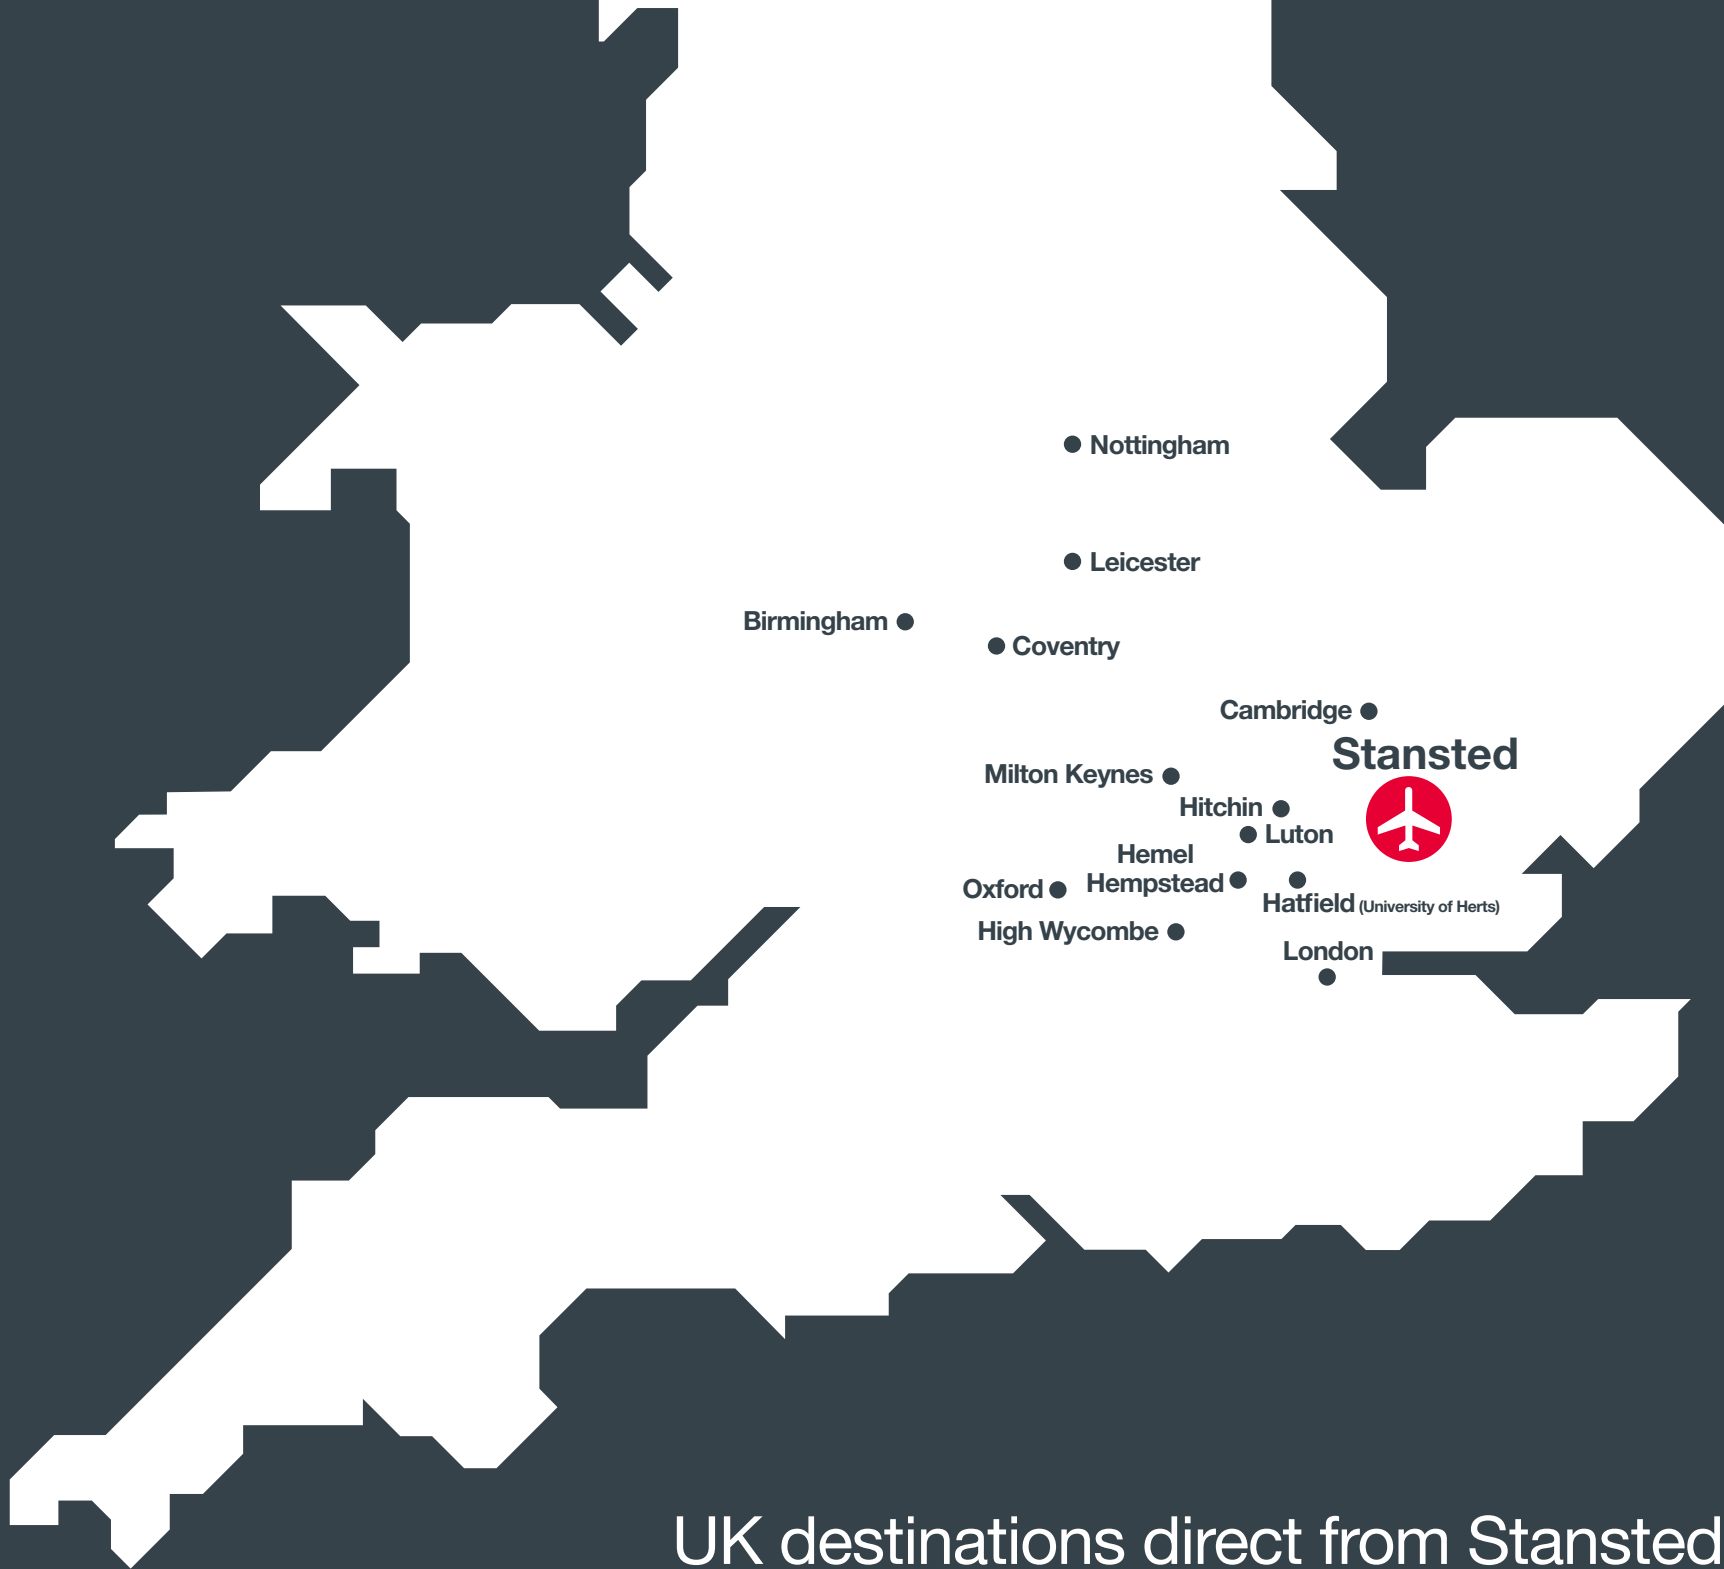 Nottingham
Leicester
Birmingham
Coventry
Cambridge
Stansted
Milton Keynes
Hitchin
Luton
Hemel
Hempstead
Oxford
Hatfield (University of Herts)
High Wycombe
London
UK destinations direct from Stansted